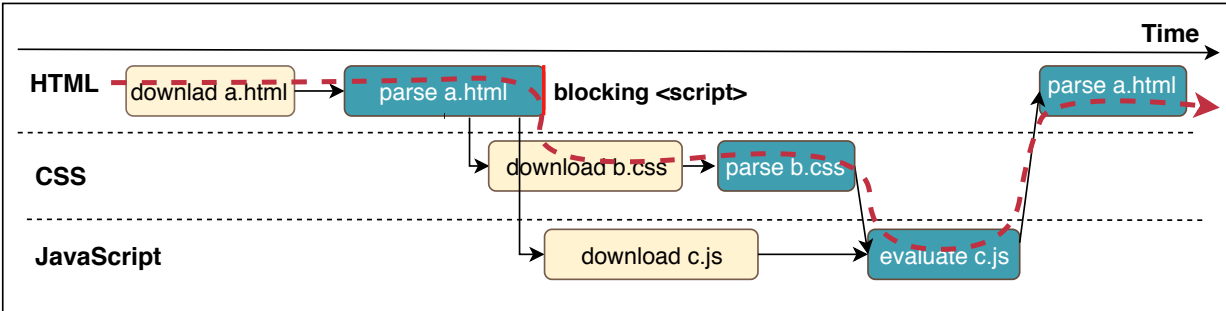 Time
HTML
downlad a.html
parse a.html
blocking <script>
parse a.html
CSS
download b.css
parse b.css
JavaScript
download c.js
evaluate c.js